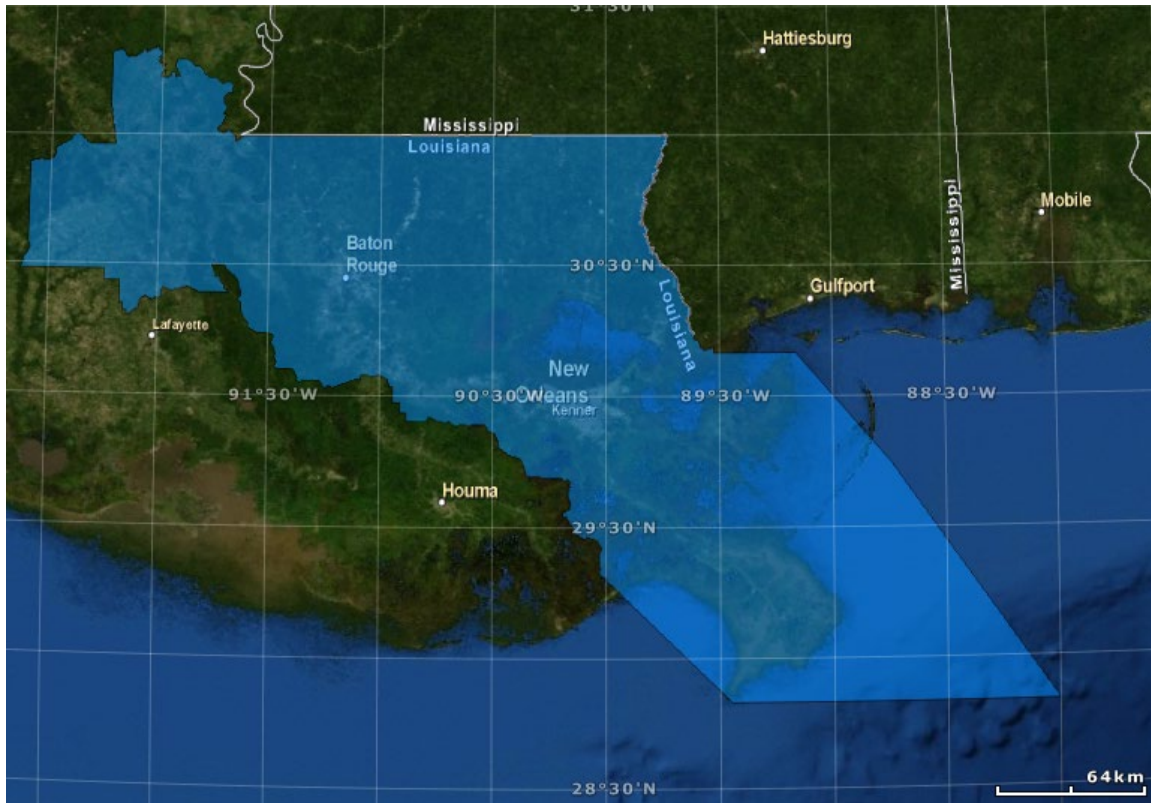 31°30'N
Hattiesburg
Mississippi
Louisiana
Mobile
Mississippi
Baton
Rouge
30°30'N
Louisiana
Gulfport
Lafayette
New
Orleans
91°30'W
90°30'W
89°30'W
88°30'W
Kenner
Houma
29°30'N
64km
28°30'N